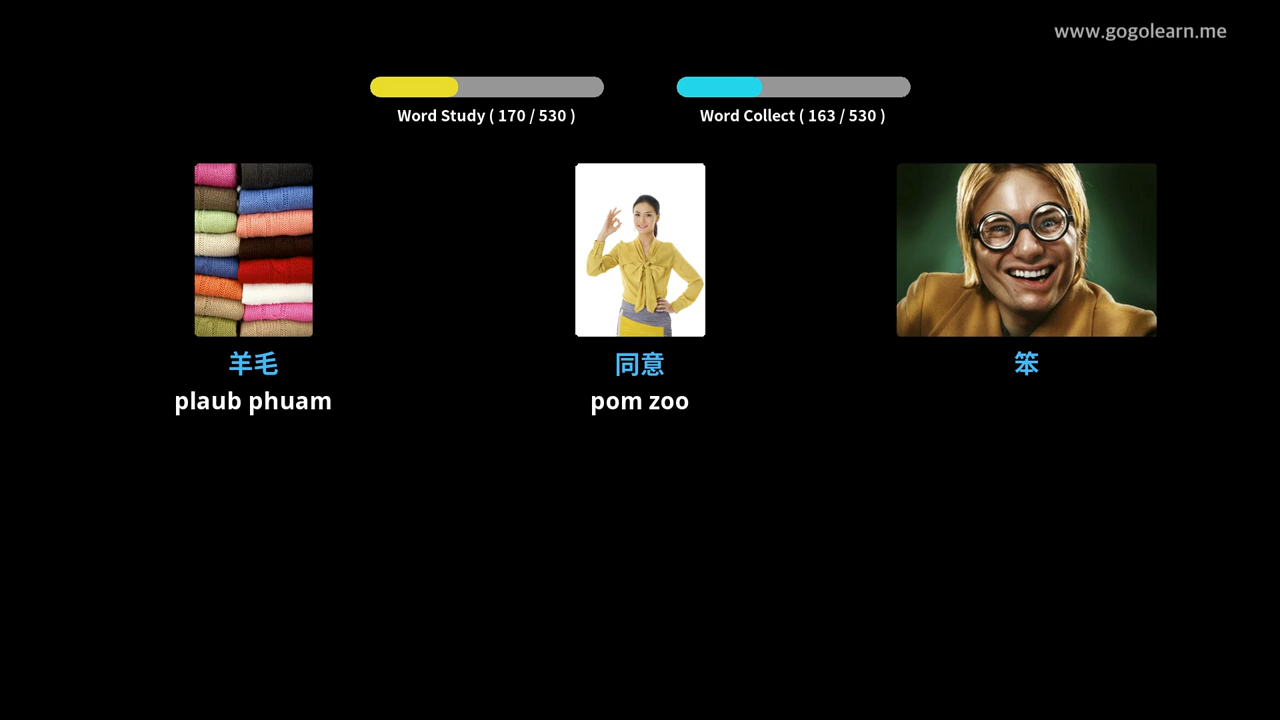 www.gogolearn.me
Word Study ( 170 / 530 )
Word Collect ( 163 / 530 )
羊毛
同意
笨
plaub phuam
pom zoo